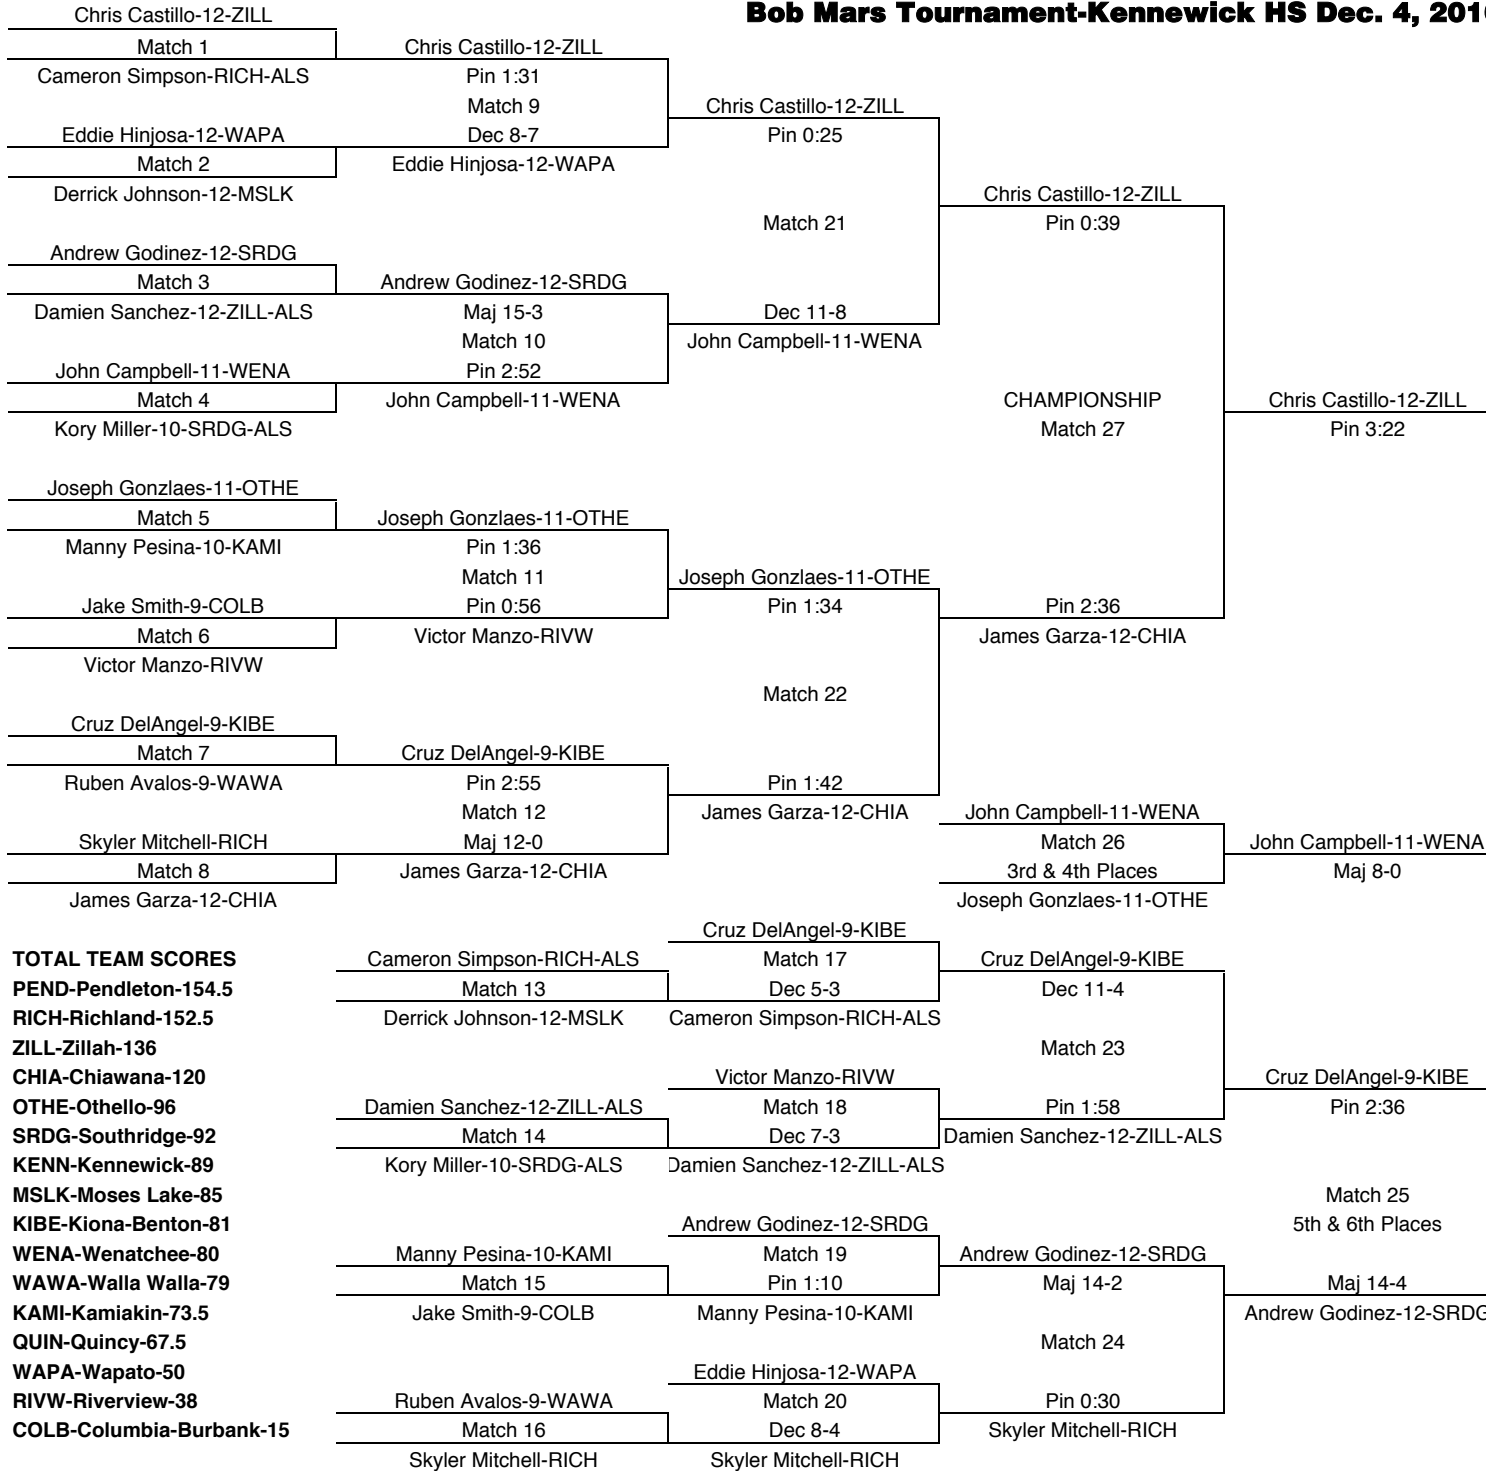 Bob Mars Tournament-Kennewick HS Dec. 4, 201
Chris Castillo-12-ZILL
Match 1
Cameron Simpson-RICH-ALS
Eddie Hinjosa-12-WAPA
Match 2
Derrick Johnson-12-MSLK
Andrew Godinez-12-SRDG
Match 3
Damien Sanchez-12-ZILL-ALS
John Campbell-11-WENA
Match 4
Kory Miller-10-SRDG-ALS
Joseph Gonzlaes-11-OTHE
Match 5
Manny Pesina-10-KAMI
Jake Smith-9-COLB
Match 6
Victor Manzo-RIVW
Cruz DelAngel-9-KIBE
Match 7
Ruben Avalos-9-WAWA
Skyler Mitchell-RICH
Match 8
James Garza-12-CHIA
Chris Castillo-12-ZILL
Pin 1:31
Match 9
Dec 8-7
Eddie Hinjosa-12-WAPA
Andrew Godinez-12-SRDG
Maj 15-3
Match 10
Pin 2:52
John Campbell-11-WENA
Joseph Gonzlaes-11-OTHE
Pin 1:36
Match 11
Pin 0:56
Victor Manzo-RIVW
Cruz DelAngel-9-KIBE
Pin 2:55
Match 12
Maj 12-0
James Garza-12-CHIA
Chris Castillo-12-ZILL
Pin 0:25
Match 21
Dec 11-8
John Campbell-11-WENA
Joseph Gonzlaes-11-OTHE
Pin 1:34
Match 22
Pin 1:42
James Garza-12-CHIA
Chris Castillo-12-ZILL
Pin 0:39
CHAMPIONSHIP
Match 27
Pin 2:36
James Garza-12-CHIA
Chris Castillo-12-ZILL
Pin 3:22
John Campbell-11-WENA
Match 26
3rd & 4th Places
Joseph Gonzlaes-11-OTHE
John Campbell-11-WENA
Maj 8-0
TOTAL TEAM SCORES
PEND-Pendleton-154.5
RICH-Richland-152.5
ZILL-Zillah-136
CHIA-Chiawana-120
OTHE-Othello-96
SRDG-Southridge-92
KENN-Kennewick-89
MSLK-Moses Lake-85
KIBE-Kiona-Benton-81
WENA-Wenatchee-80
WAWA-Walla Walla-79
KAMI-Kamiakin-73.5
QUIN-Quincy-67.5
WAPA-Wapato-50
RIVW-Riverview-38
COLB-Columbia-Burbank-15
Cameron Simpson-RICH-ALS
Match 13
Derrick Johnson-12-MSLK
Damien Sanchez-12-ZILL-ALS
Match 14
Kory Miller-10-SRDG-ALS
Manny Pesina-10-KAMI
Match 15
Jake Smith-9-COLB
Ruben Avalos-9-WAWA
Match 16
Skyler Mitchell-RICH
Cruz DelAngel-9-KIBE
Match 17
Dec 5-3
Cameron Simpson-RICH-ALS
Victor Manzo-RIVW
Match 18
Dec 7-3
Damien Sanchez-12-ZILL-ALS
Andrew Godinez-12-SRDG
Match 19
Pin 1:10
Manny Pesina-10-KAMI
Eddie Hinjosa-12-WAPA
Match 20
Dec 8-4
Skyler Mitchell-RICH
Cruz DelAngel-9-KIBE
Dec 11-4
Match 23
Pin 1:58
Damien Sanchez-12-ZILL-ALS
Andrew Godinez-12-SRDG
Maj 14-2
Match 24
Pin 0:30
Skyler Mitchell-RICH
Cruz DelAngel-9-KIBE
Pin 2:36
Match 25
5th & 6th Places
Maj 14-4
Andrew Godinez-12-SRDG